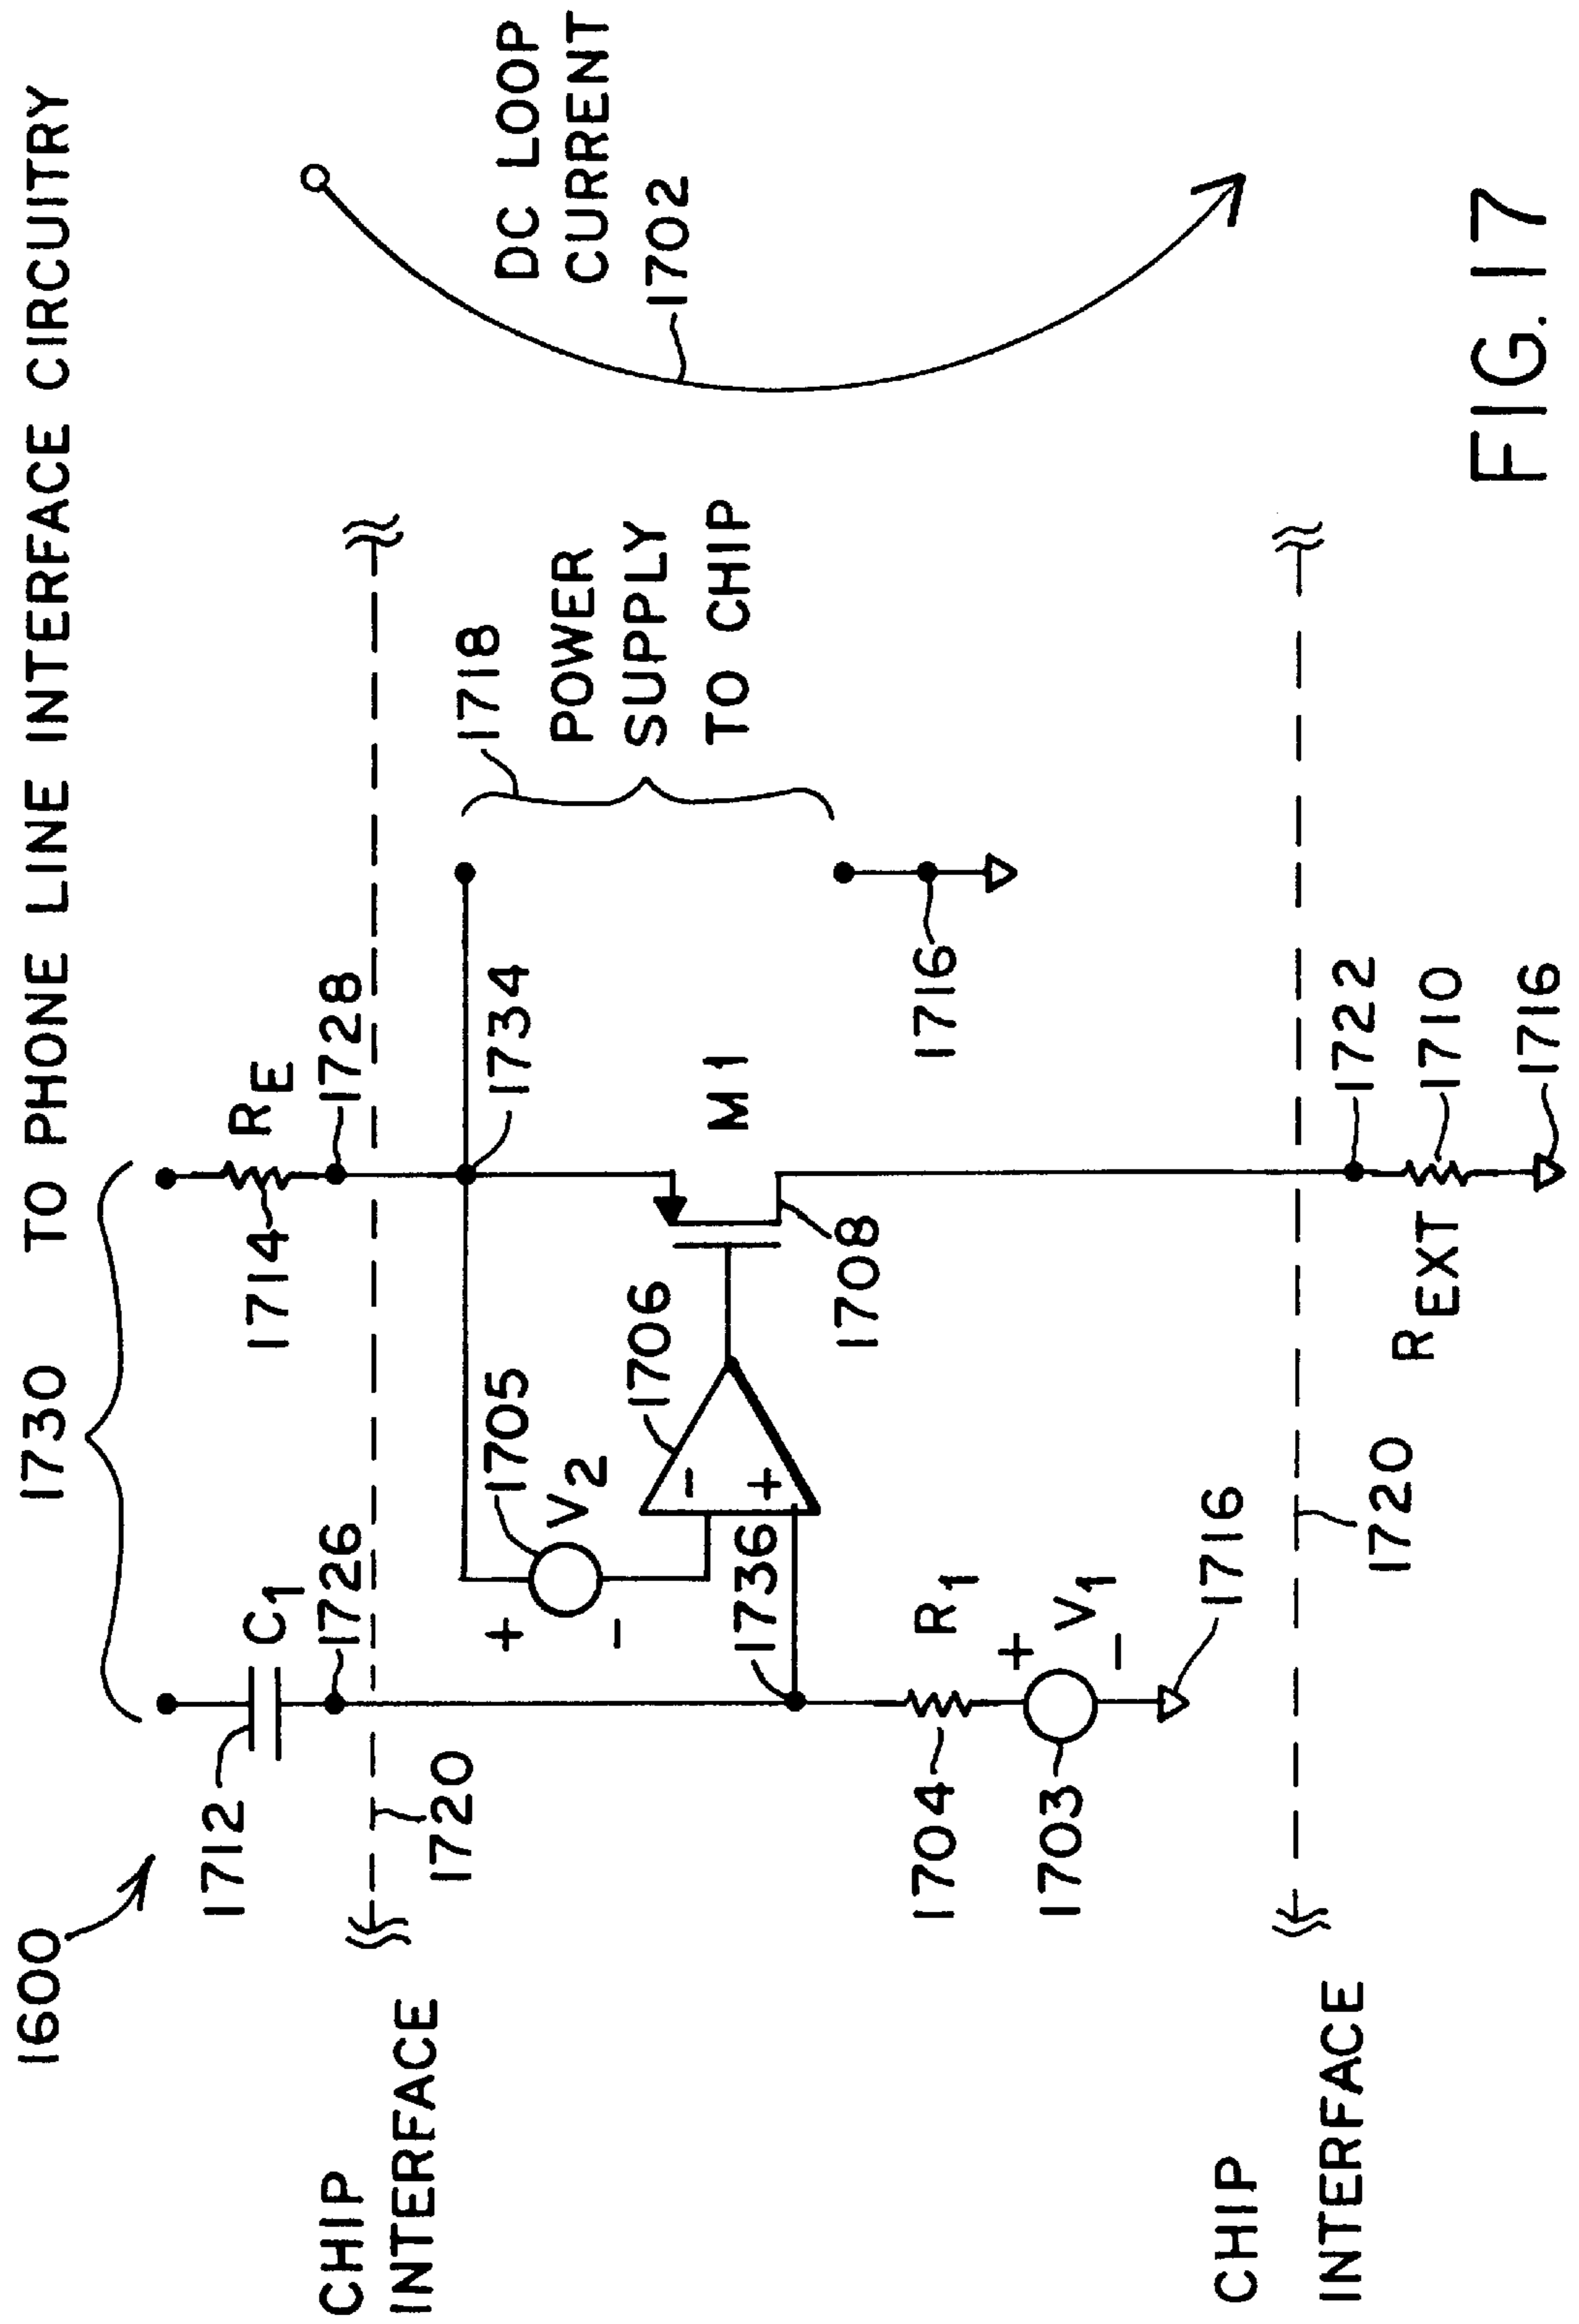 1730 TO PHONE LINE INTERFACE CIRCUITRY
1600
1712
C1
1726
1714
RE
1728
CHIP
INTERFACE
1720
1705
V2
+
−
1706
−
+
1736
1734
M1
1708
1718
POWER
SUPPLY
TO CHIP
1716
DC LOOP
CURRENT
1702
1704
R1
1703
+
V1
−
1716
CHIP
INTERFACE
1720
1722
REXT
1710
1716
FIG. 17